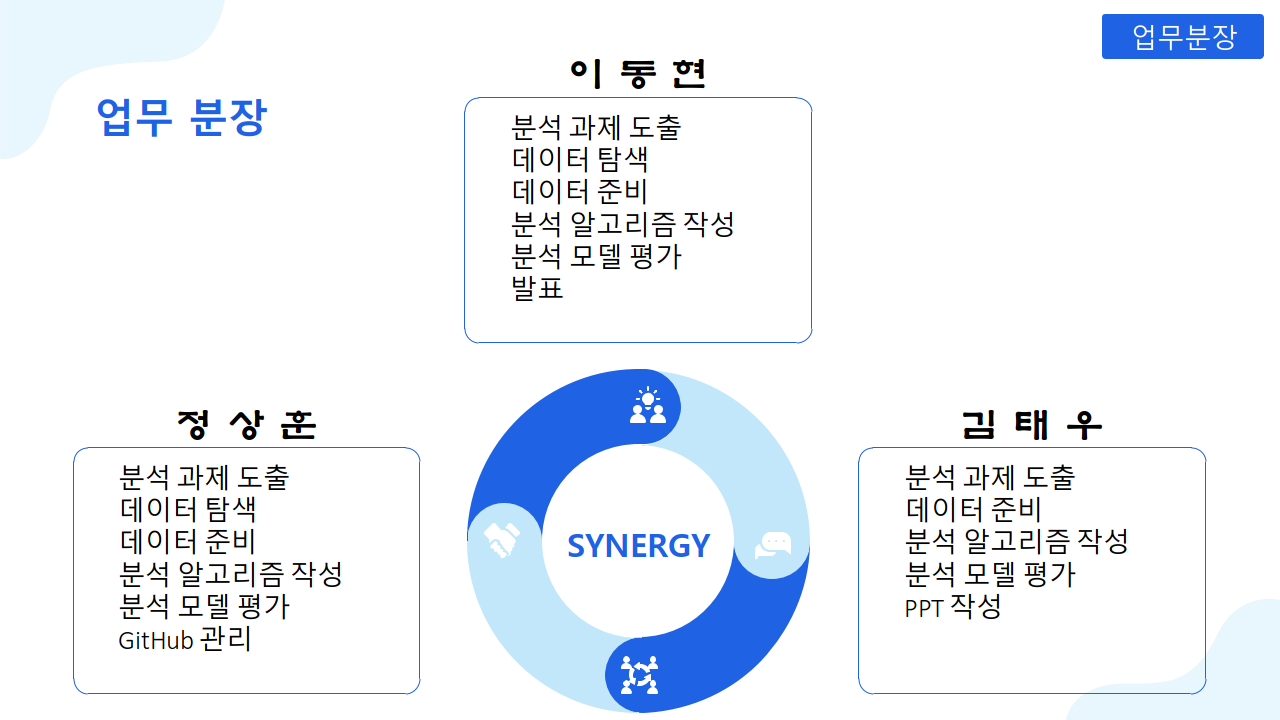 업무분장
업무 분장
이 동 현
분석 과제 도출
데이터 탐색
데이터 준비
분석 알고리즘 작성
분석 모델 평가
발표
정 상 훈
분석 과제 도출
데이터 탐색
데이터 준비
분석 알고리즘 작성
분석 모델 평가
GitHub 관리
SYNERGY
김 태 우
분석 과제 도출
데이터 준비
분석 알고리즘 작성
분석 모델 평가
PPT 작성